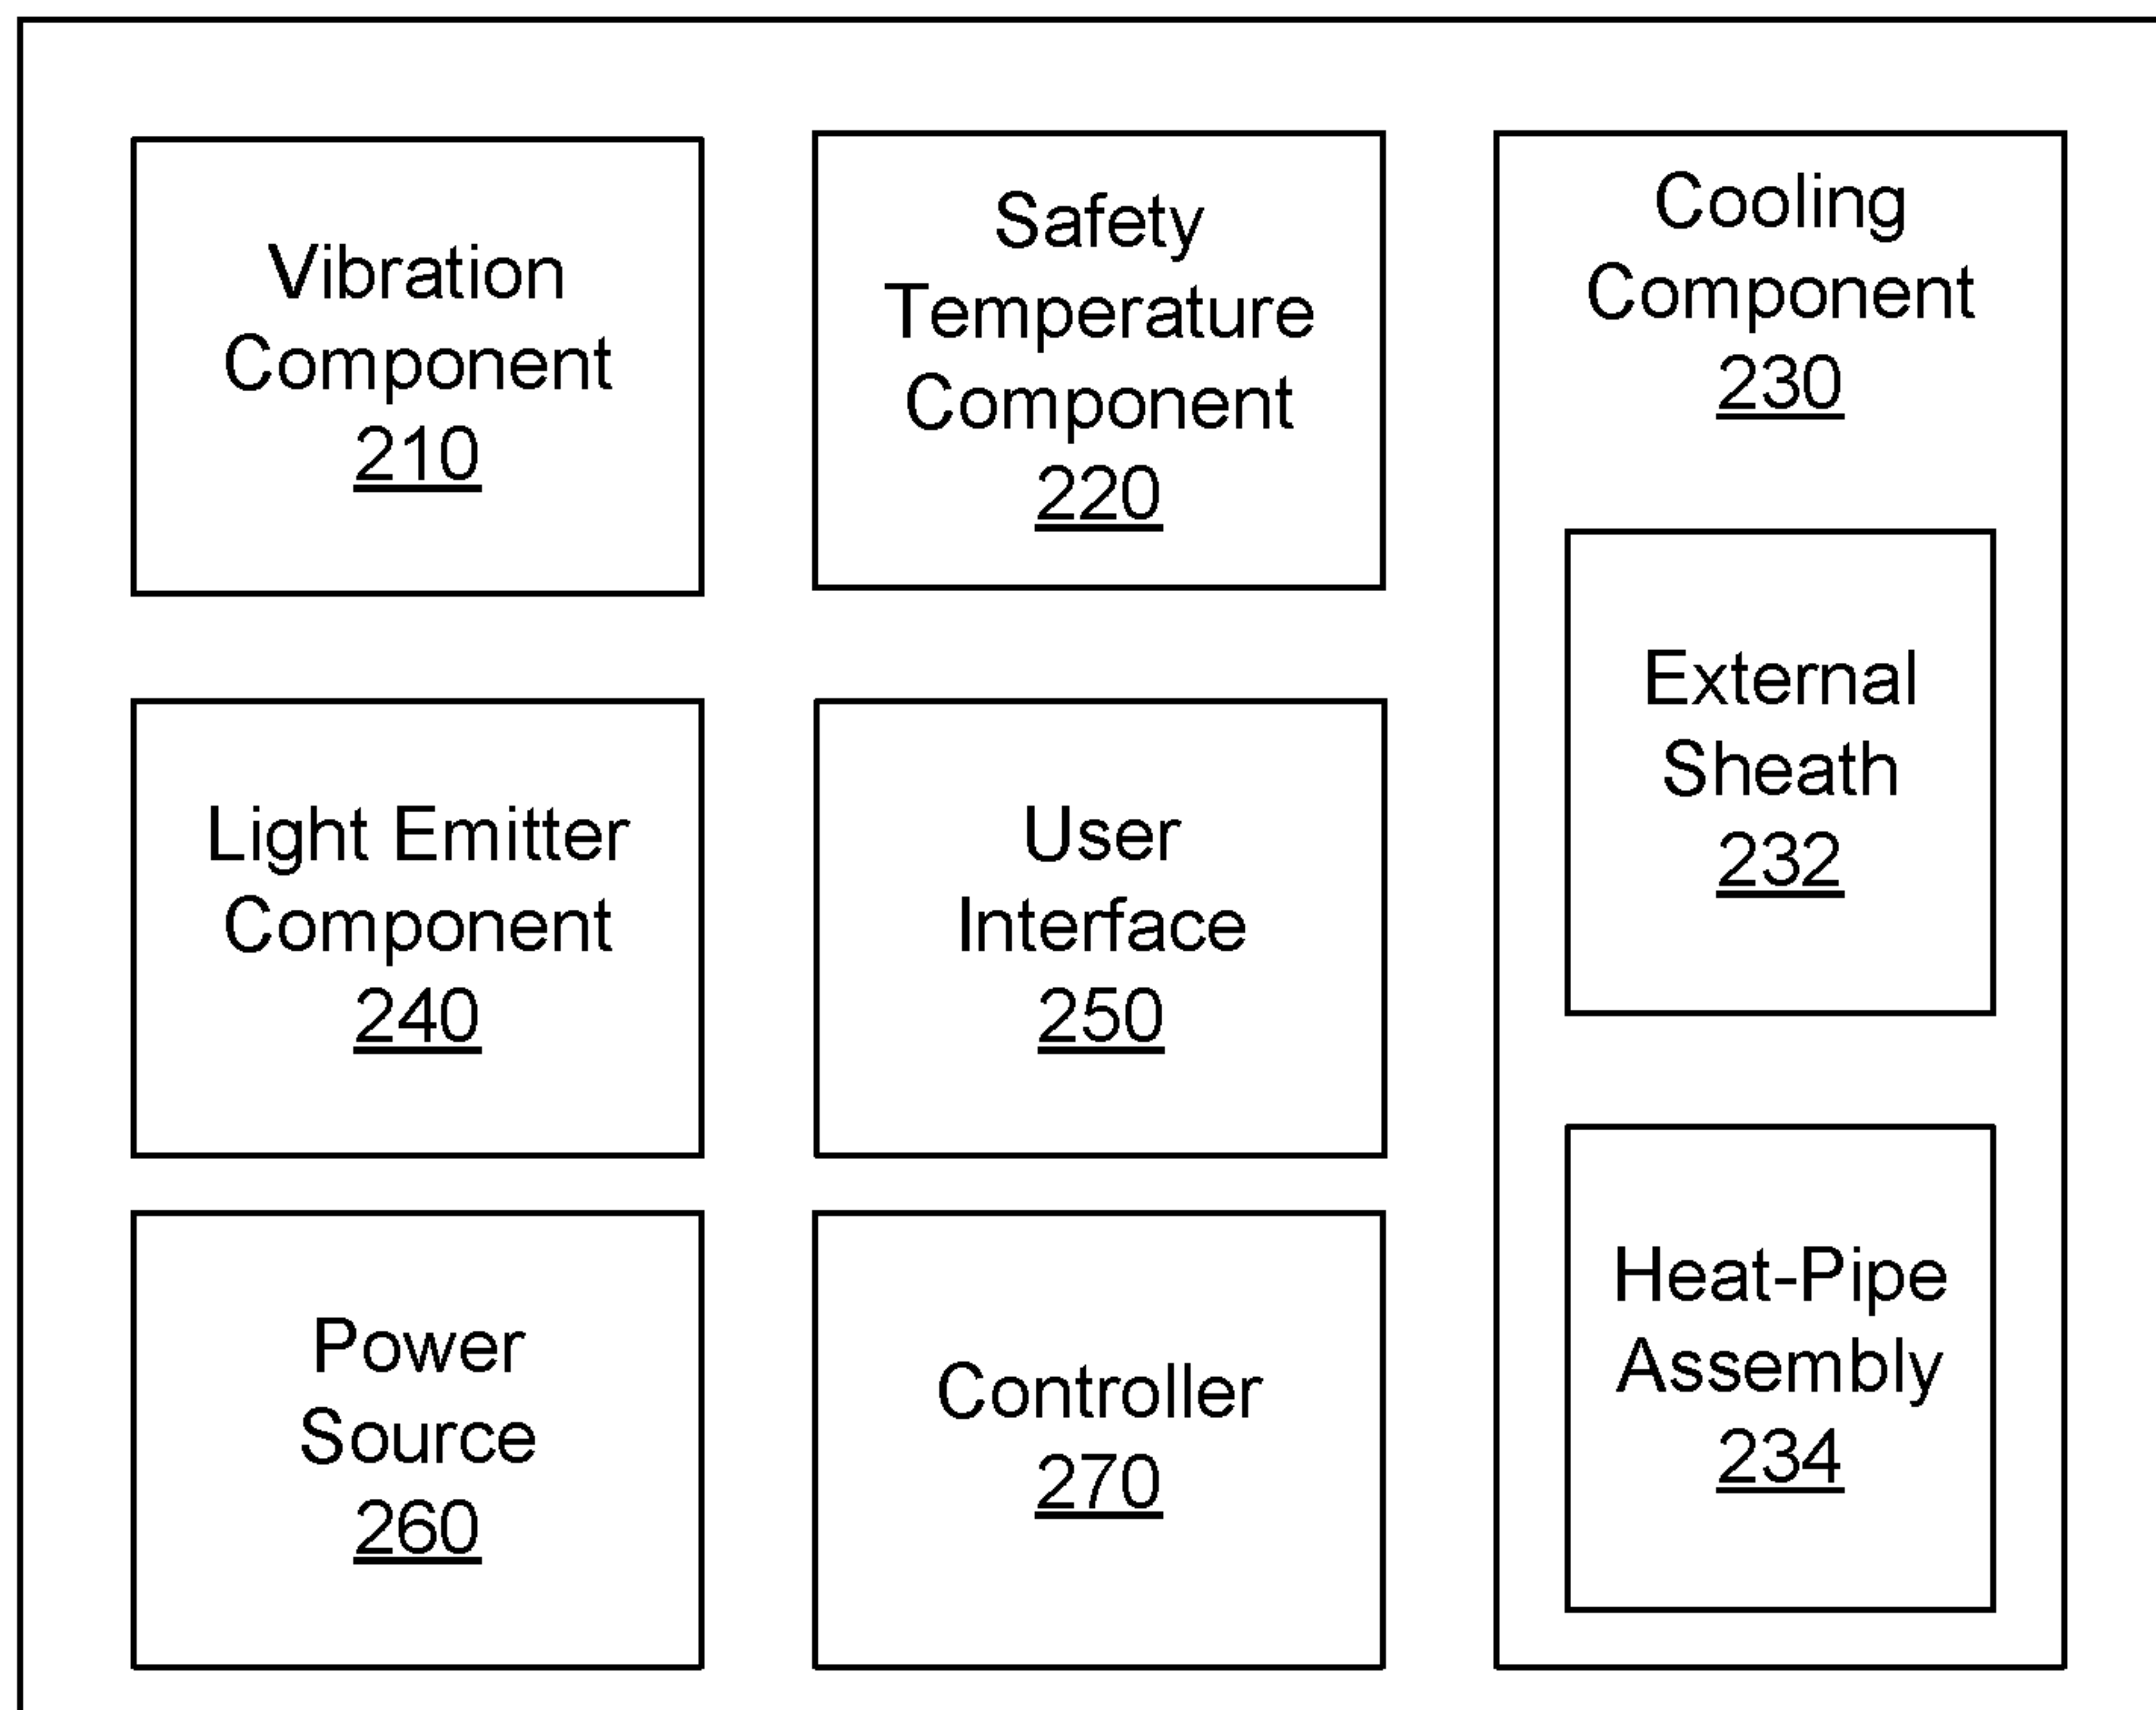 Vibration
Component
210
Safety
Temperature
Component
220
Cooling
Component
230
External
Sheath
232
Heat-Pipe
Assembly
234
Light Emitter
Component
240
User
Interface
250
Power
Source
260
Controller
270